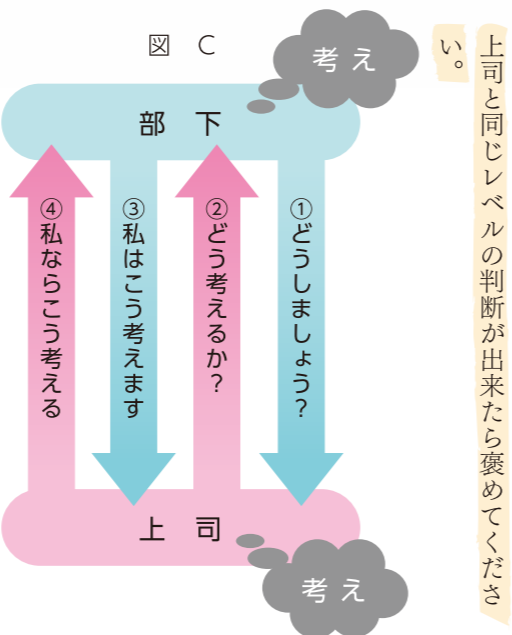 上司と同じレベルの判断が出来たら褒めてくださ
い。
図 C
考え
部 下
①どうしましょう？
②どう考えるか？
③私はこう考えます
④私ならこう考える
上 司
考え